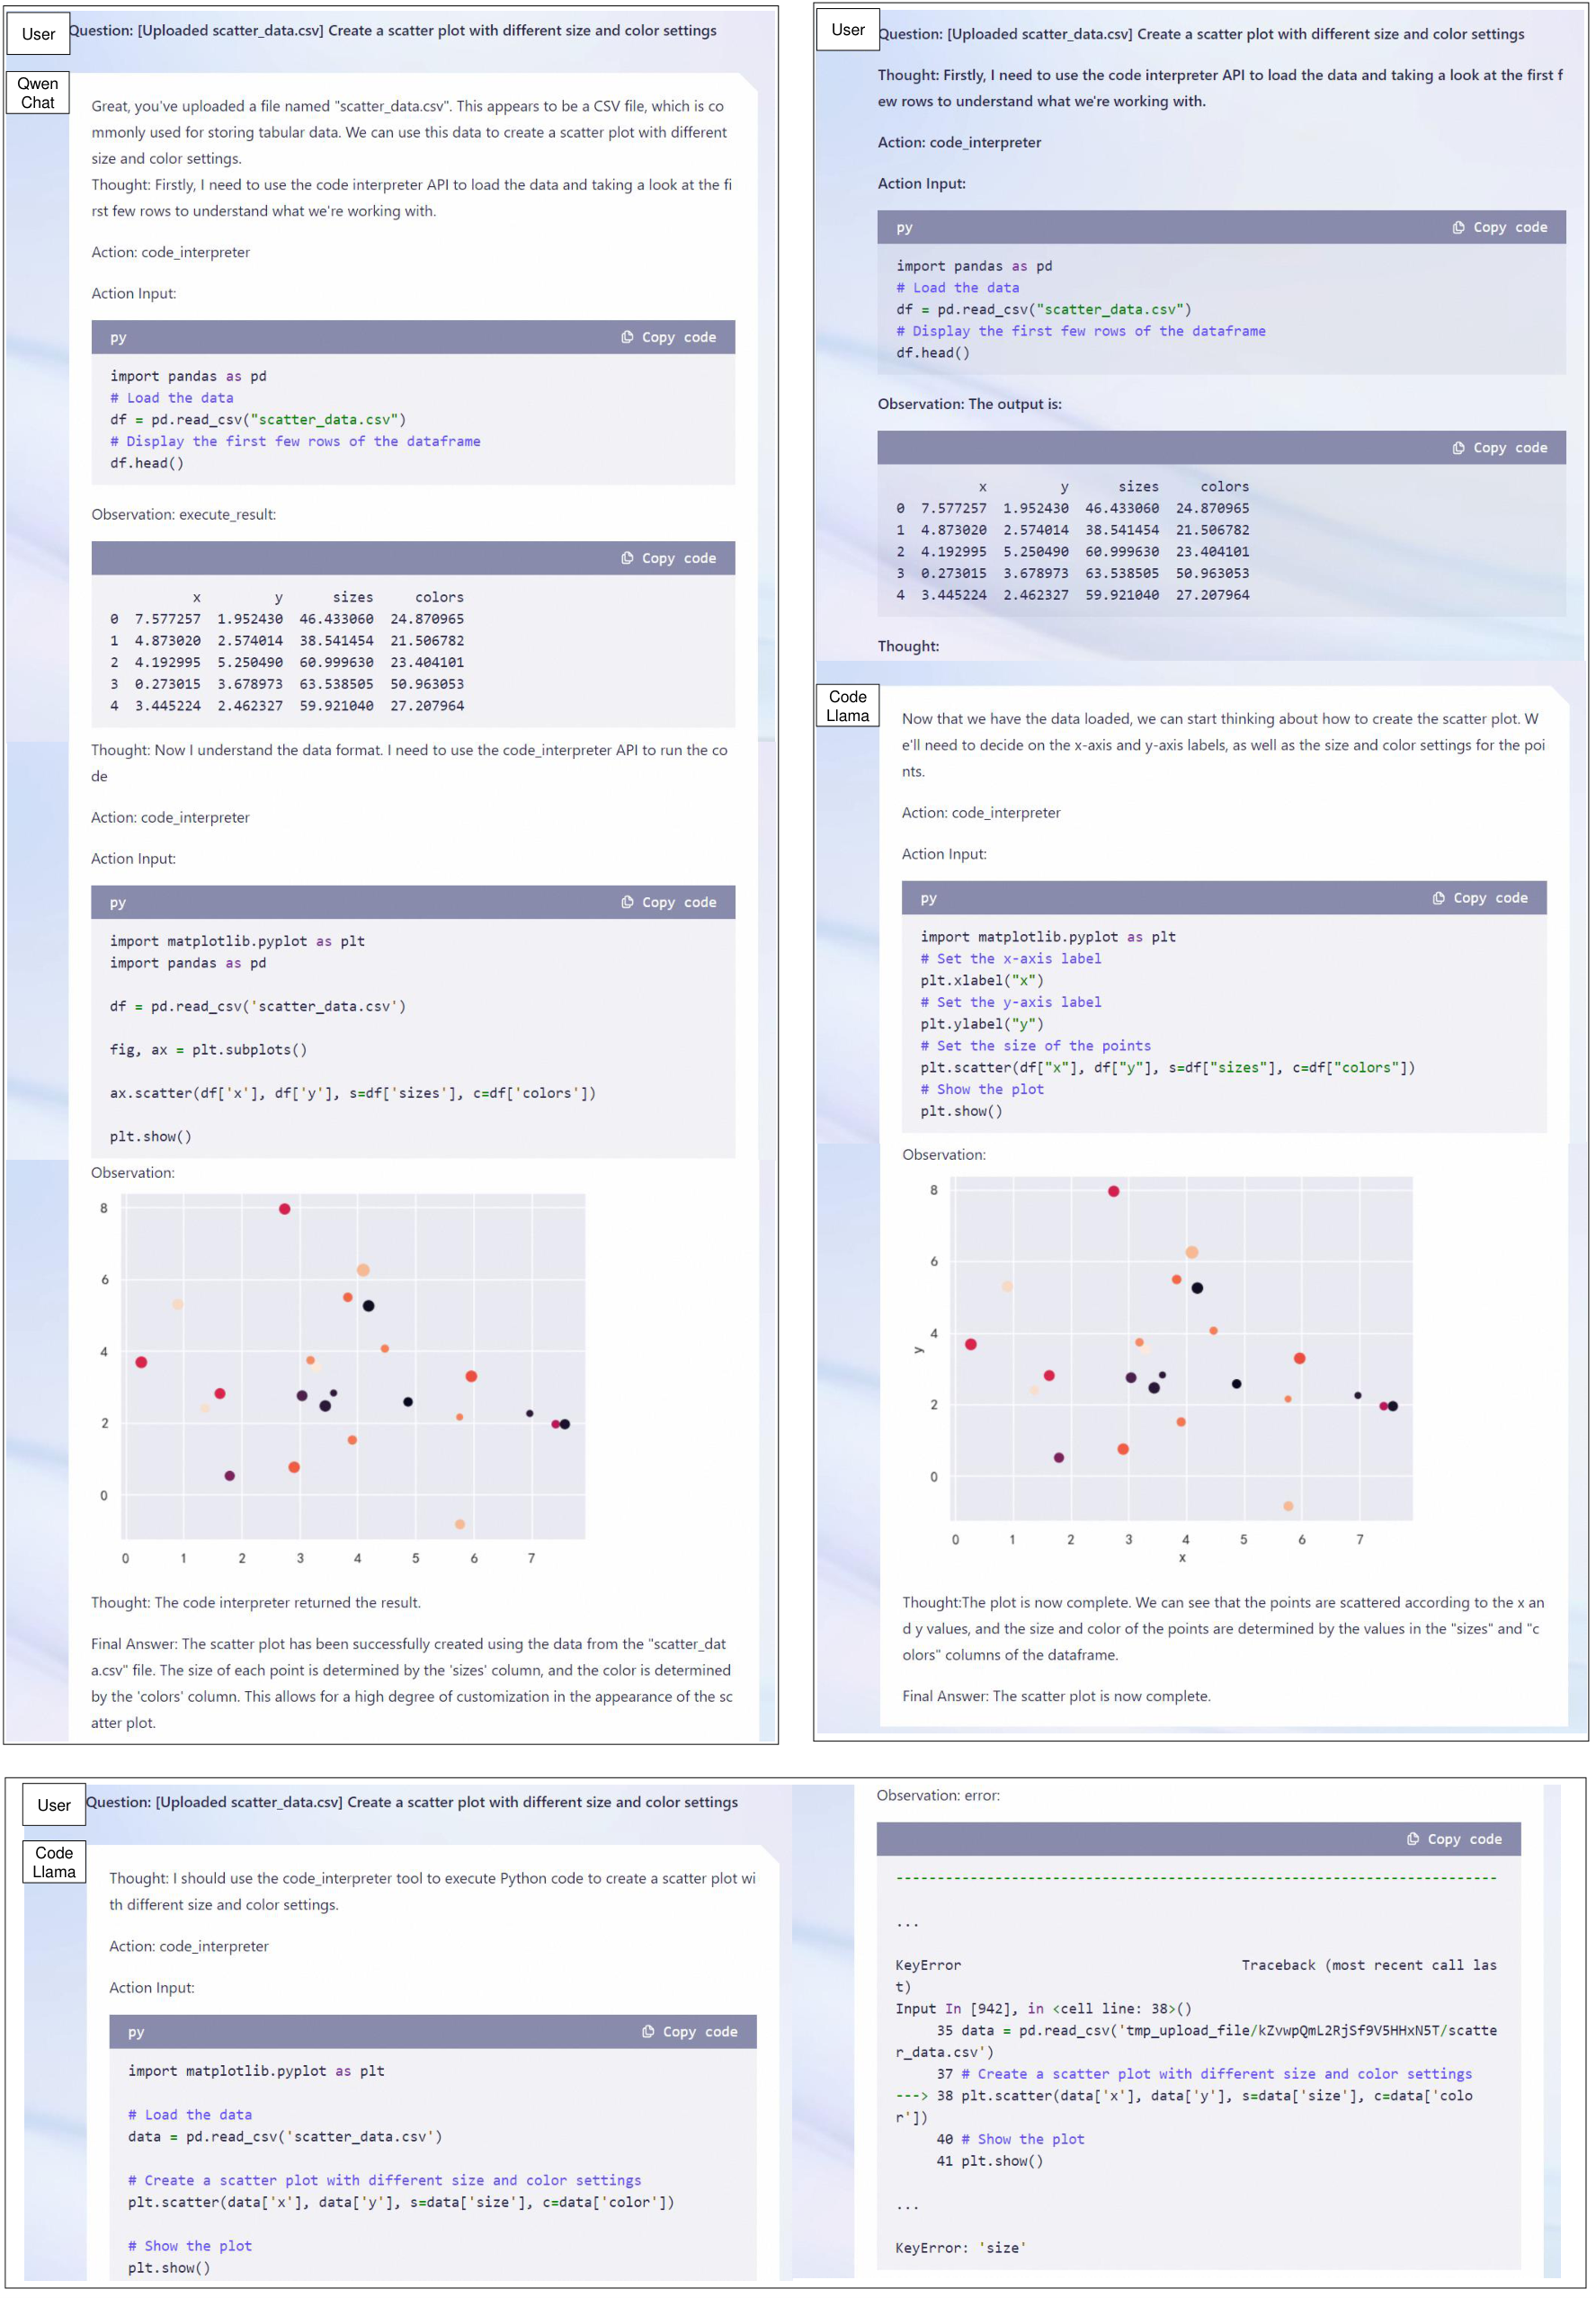 User
Question: [Uploaded scatter_data.csv] Create a scatter plot with different size and color settings
Qwen
Chat
Great, you've uploaded a file named "scatter_data.csv". This appears to be a CSV file, which is co
mmonly used for storing tabular data. We can use this data to create a scatter plot with different
size and color settings.
Thought: Firstly, I need to use the code interpreter API to load the data and taking a look at the fi
rst few rows to understand what we're working with.
Action: code_interpreter
Action Input:
py Copy code
import pandas as pd
# Load the data
df = pd.read_csv("scatter_data.csv")
# Display the first few rows of the dataframe
df.head()
Observation: execute_result:
Copy code
x y sizes colors
0 7.577257 1.952430 46.433060 24.870965
1 4.873020 2.574014 38.541454 21.506782
2 4.192995 5.250490 60.999630 23.404101
3 0.273015 3.678973 63.538505 50.963053
4 3.445224 2.462327 59.921040 27.207964
Thought: Now I understand the data format. I need to use the code_interpreter API to run the co
de
Action: code_interpreter
Action Input:
py Copy code
import matplotlib.pyplot as plt
import pandas as pd
df = pd.read_csv('scatter_data.csv')
fig, ax = plt.subplots()
ax.scatter(df['x'], df['y'], s=df['sizes'], c=df['colors'])
plt.show()
Observation:
8
6
4
2
0
0 1 2 3 4 5 6 7
Thought: The code interpreter returned the result.
Final Answer: The scatter plot has been successfully created using the data from the "scatter_dat
a.csv" file. The size of each point is determined by the 'sizes' column, and the color is determined
by the 'colors' column. This allows for a high degree of customization in the appearance of the sc
atter plot.
User
Question: [Uploaded scatter_data.csv] Create a scatter plot with different size and color settings
Thought: Firstly, I need to use the code interpreter API to load the data and taking a look at the first f
ew rows to understand what we're working with.
Action: code_interpreter
Action Input:
py Copy code
import pandas as pd
# Load the data
df = pd.read_csv("scatter_data.csv")
# Display the first few rows of the dataframe
df.head()
Observation: The output is:
Copy code
x y sizes colors
0 7.577257 1.952430 46.433060 24.870965
1 4.873020 2.574014 38.541454 21.506782
2 4.192995 5.250490 60.999630 23.404101
3 0.273015 3.678973 63.538505 50.963053
4 3.445224 2.462327 59.921040 27.207964
Thought:
Code
Llama
Now that we have the data loaded, we can start thinking about how to create the scatter plot. W
e'll need to decide on the x-axis and y-axis labels, as well as the size and color settings for the poi
nts.
Action: code_interpreter
Action Input:
py Copy code
import matplotlib.pyplot as plt
# Set the x-axis label
plt.xlabel("x")
# Set the y-axis label
plt.ylabel("y")
# Set the size of the points
plt.scatter(df["x"], df["y"], s=df["sizes"], c=df["colors"])
# Show the plot
plt.show()
Observation:
8
6
4
y
2
0
0 1 2 3 4 5 6 7
x
Thought:The plot is now complete. We can see that the points are scattered according to the x an
d y values, and the size and color of the points are determined by the values in the "sizes" and "c
olors" columns of the dataframe.
Final Answer: The scatter plot is now complete.
User
Question: [Uploaded scatter_data.csv] Create a scatter plot with different size and color settings
Code
Llama
Thought: I should use the code_interpreter tool to execute Python code to create a scatter plot wi
th different size and color settings.
Action: code_interpreter
Action Input:
py Copy code
import matplotlib.pyplot as plt
# Load the data
data = pd.read_csv('scatter_data.csv')
# Create a scatter plot with different size and color settings
plt.scatter(data['x'], data['y'], s=data['size'], c=data['color'])
# Show the plot
plt.show()
Observation: error:
Copy code
---------------------------------------------------------------------------
...
KeyError Traceback (most recent call las
t)
Input In [942], in <cell line: 38>()
35 data = pd.read_csv('tmp_upload_file/kZvwpQmL2RjSf9V5HHxN5T/scatte
r_data.csv')
37 # Create a scatter plot with different size and color settings
---> 38 plt.scatter(data['x'], data['y'], s=data['size'], c=data['colo
r'])
40 # Show the plot
41 plt.show()
...
KeyError: 'size'